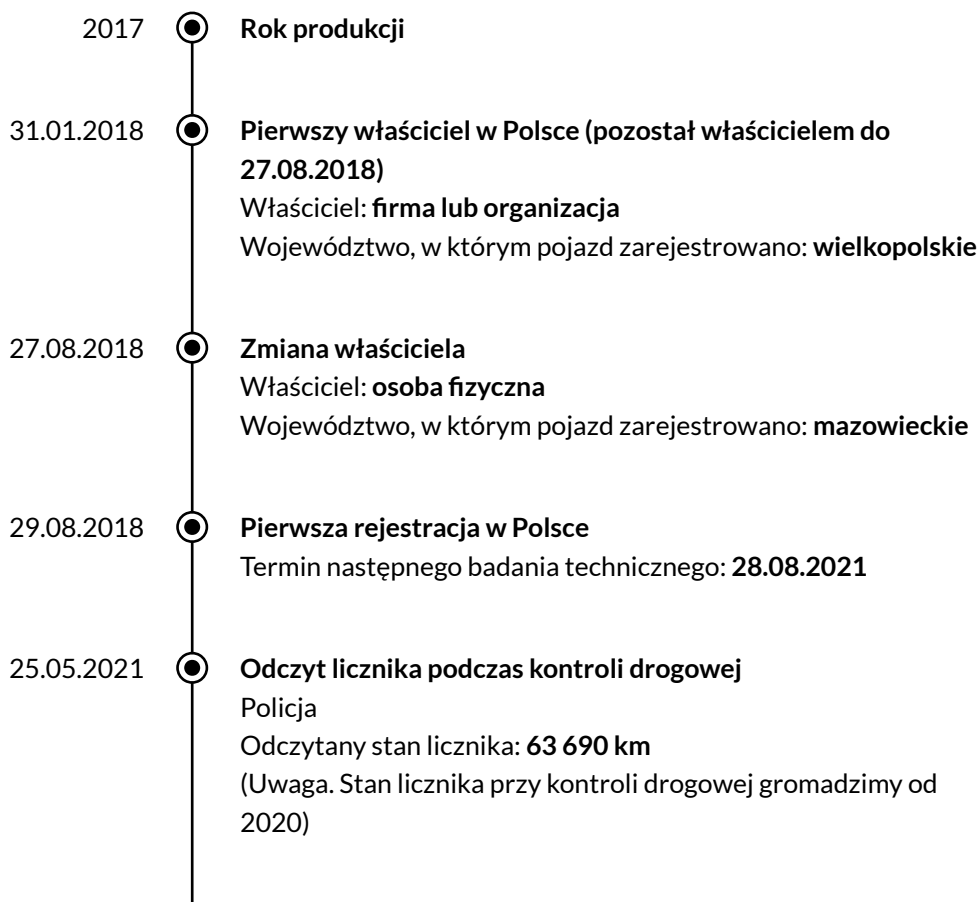 2017 Rok produkcji
31.01.2018 Pierwszy właściciel w Polsce (pozostał właścicielem do
27.08.2018)
Właściciel: firma lub organizacja
Województwo, w którym pojazd zarejestrowano: wielkopolskie
27.08.2018 Zmiana właściciela
Właściciel: osoba fizyczna
Województwo, w którym pojazd zarejestrowano: mazowieckie
29.08.2018 Pierwsza rejestracja w Polsce
Termin następnego badania technicznego: 28.08.2021
25.05.2021 Odczyt licznika podczas kontroli drogowej
Policja
Odczytany stan licznika: 63 690 km
(Uwaga. Stan licznika przy kontroli drogowej gromadzimy od
2020)